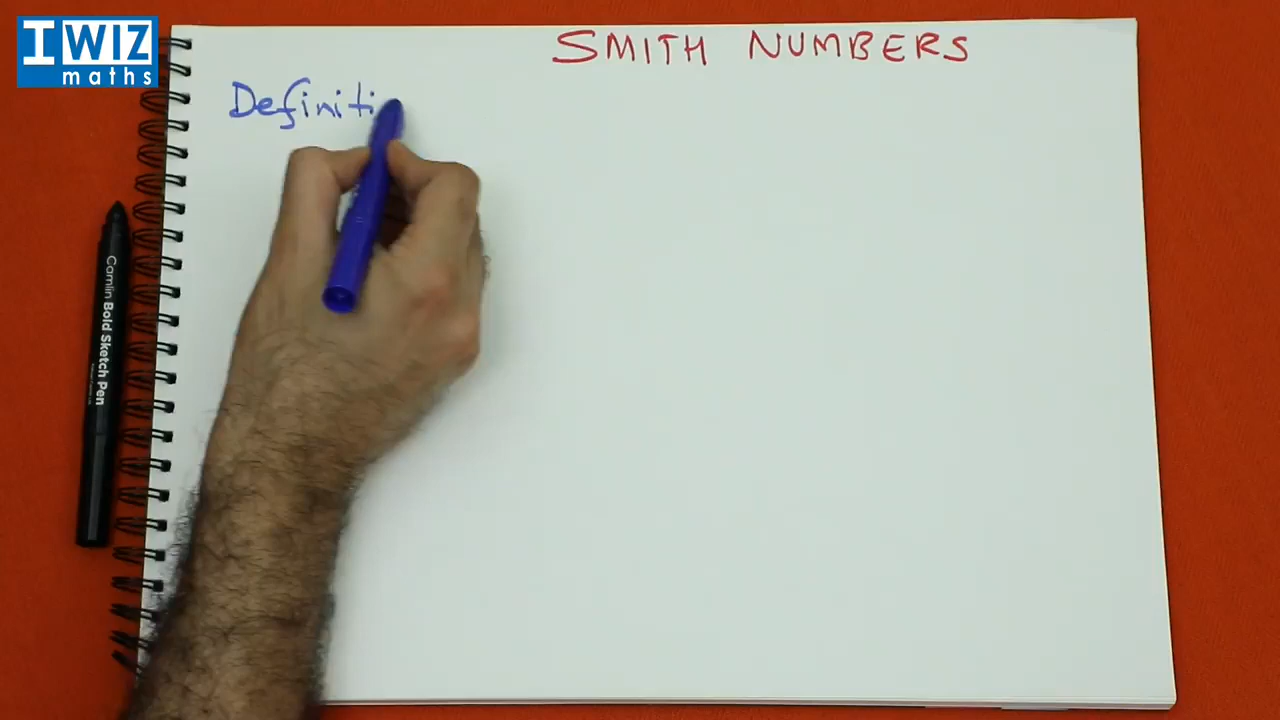 IWIZ
maths
SMITH NUMBERS
Definiti
Camlin Bold Sketch Pen